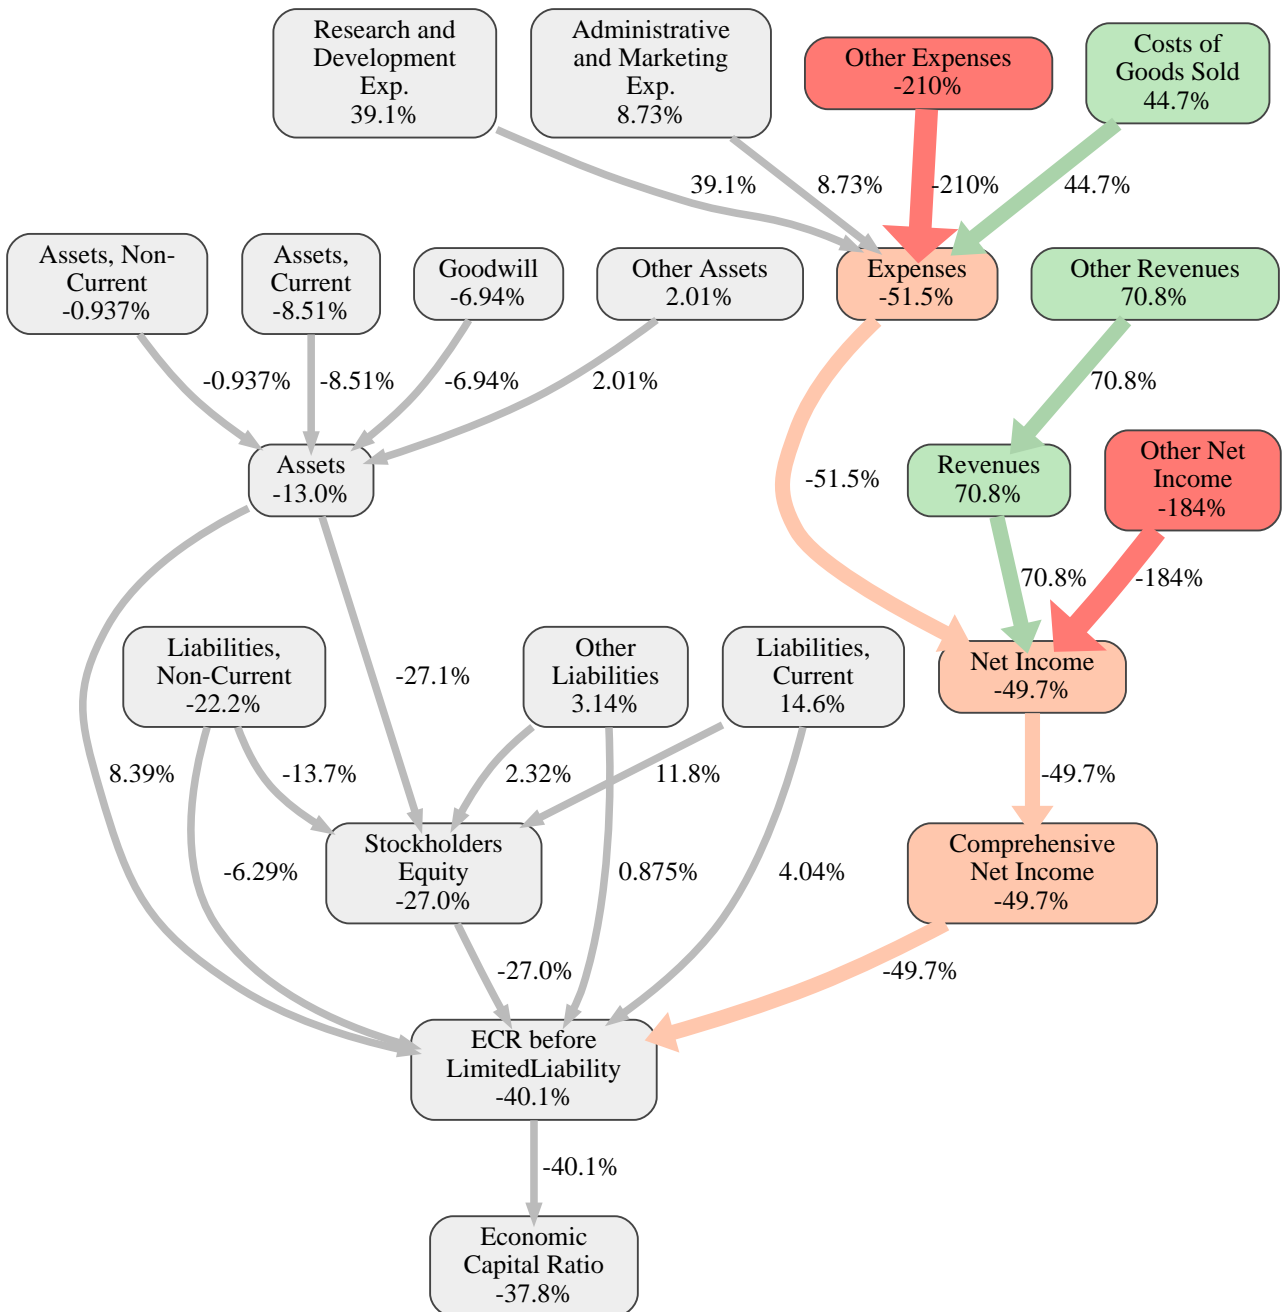 Research and
Development
Exp.
39.1%
Administrative
and Marketing
Exp.
8.73%
Other Expenses
-210%
Costs of
Goods Sold
44.7%
39.1%
8.73%
-210%
44.7%
Assets, Non-
Current
-0.937%
Assets,
Current
-8.51%
Goodwill
-6.94%
Other Assets
2.01%
Expenses
-51.5%
Other Revenues
70.8%
-0.937%
-8.51%
-6.94%
2.01%
70.8%
Assets
-13.0%
-51.5%
Revenues
70.8%
Other Net
Income
-184%
70.8%
-184%
Liabilities,
Non-Current
-22.2%
-27.1%
Other
Liabilities
3.14%
Liabilities,
Current
14.6%
Net Income
-49.7%
8.39%
-13.7%
2.32%
11.8%
-49.7%
-6.29%
Stockholders
Equity
-27.0%
0.875%
4.04%
Comprehensive
Net Income
-49.7%
-27.0%
-49.7%
ECR before
LimitedLiability
-40.1%
-40.1%
Economic
Capital Ratio
-37.8%